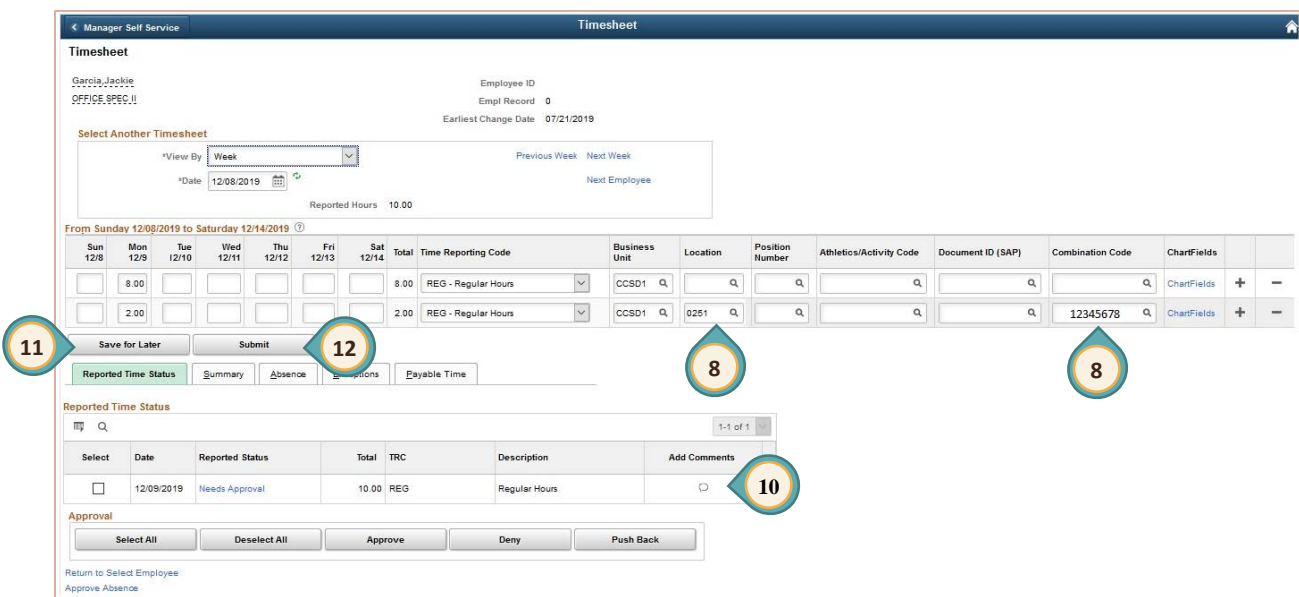 Manager Self Service
Timesheet
Timesheet
Garcia,Jackie
Employee ID
OFFICE SPEC II
Empl Record 0
Earliest Change Date 07/21/2019
Select Another Timesheet
*View By Week
Previous Week Next Week
*Date 12/08/2019
Next Employee
Reported Hours 10.00
From Sunday 12/08/2019 to Saturday 12/14/2019 ?
Sun 12/8 Mon 12/9 Tue 12/10 Wed 12/11 Thu 12/12 Fri 12/13 Sat 12/14 Total Time Reporting Code Business Unit Location Position Number Athletics/Activity Code Document ID (SAP) Combination Code ChartFields
8.00 8.00 REG - Regular Hours CCSD1 ChartFields + −
2.00 2.00 REG - Regular Hours CCSD1 0251 12345678 ChartFields + −
11 Save for Later Submit 12
8 8
Reported Time Status Summary Absence Payable Time
Reported Time Status
1-1 of 1
Select Date Reported Status Total TRC Description Add Comments
12/09/2019 Needs Approval 10.00 REG Regular Hours 10
Approval
Select All Deselect All Approve Deny Push Back
Return to Select Employee
Approve Absence